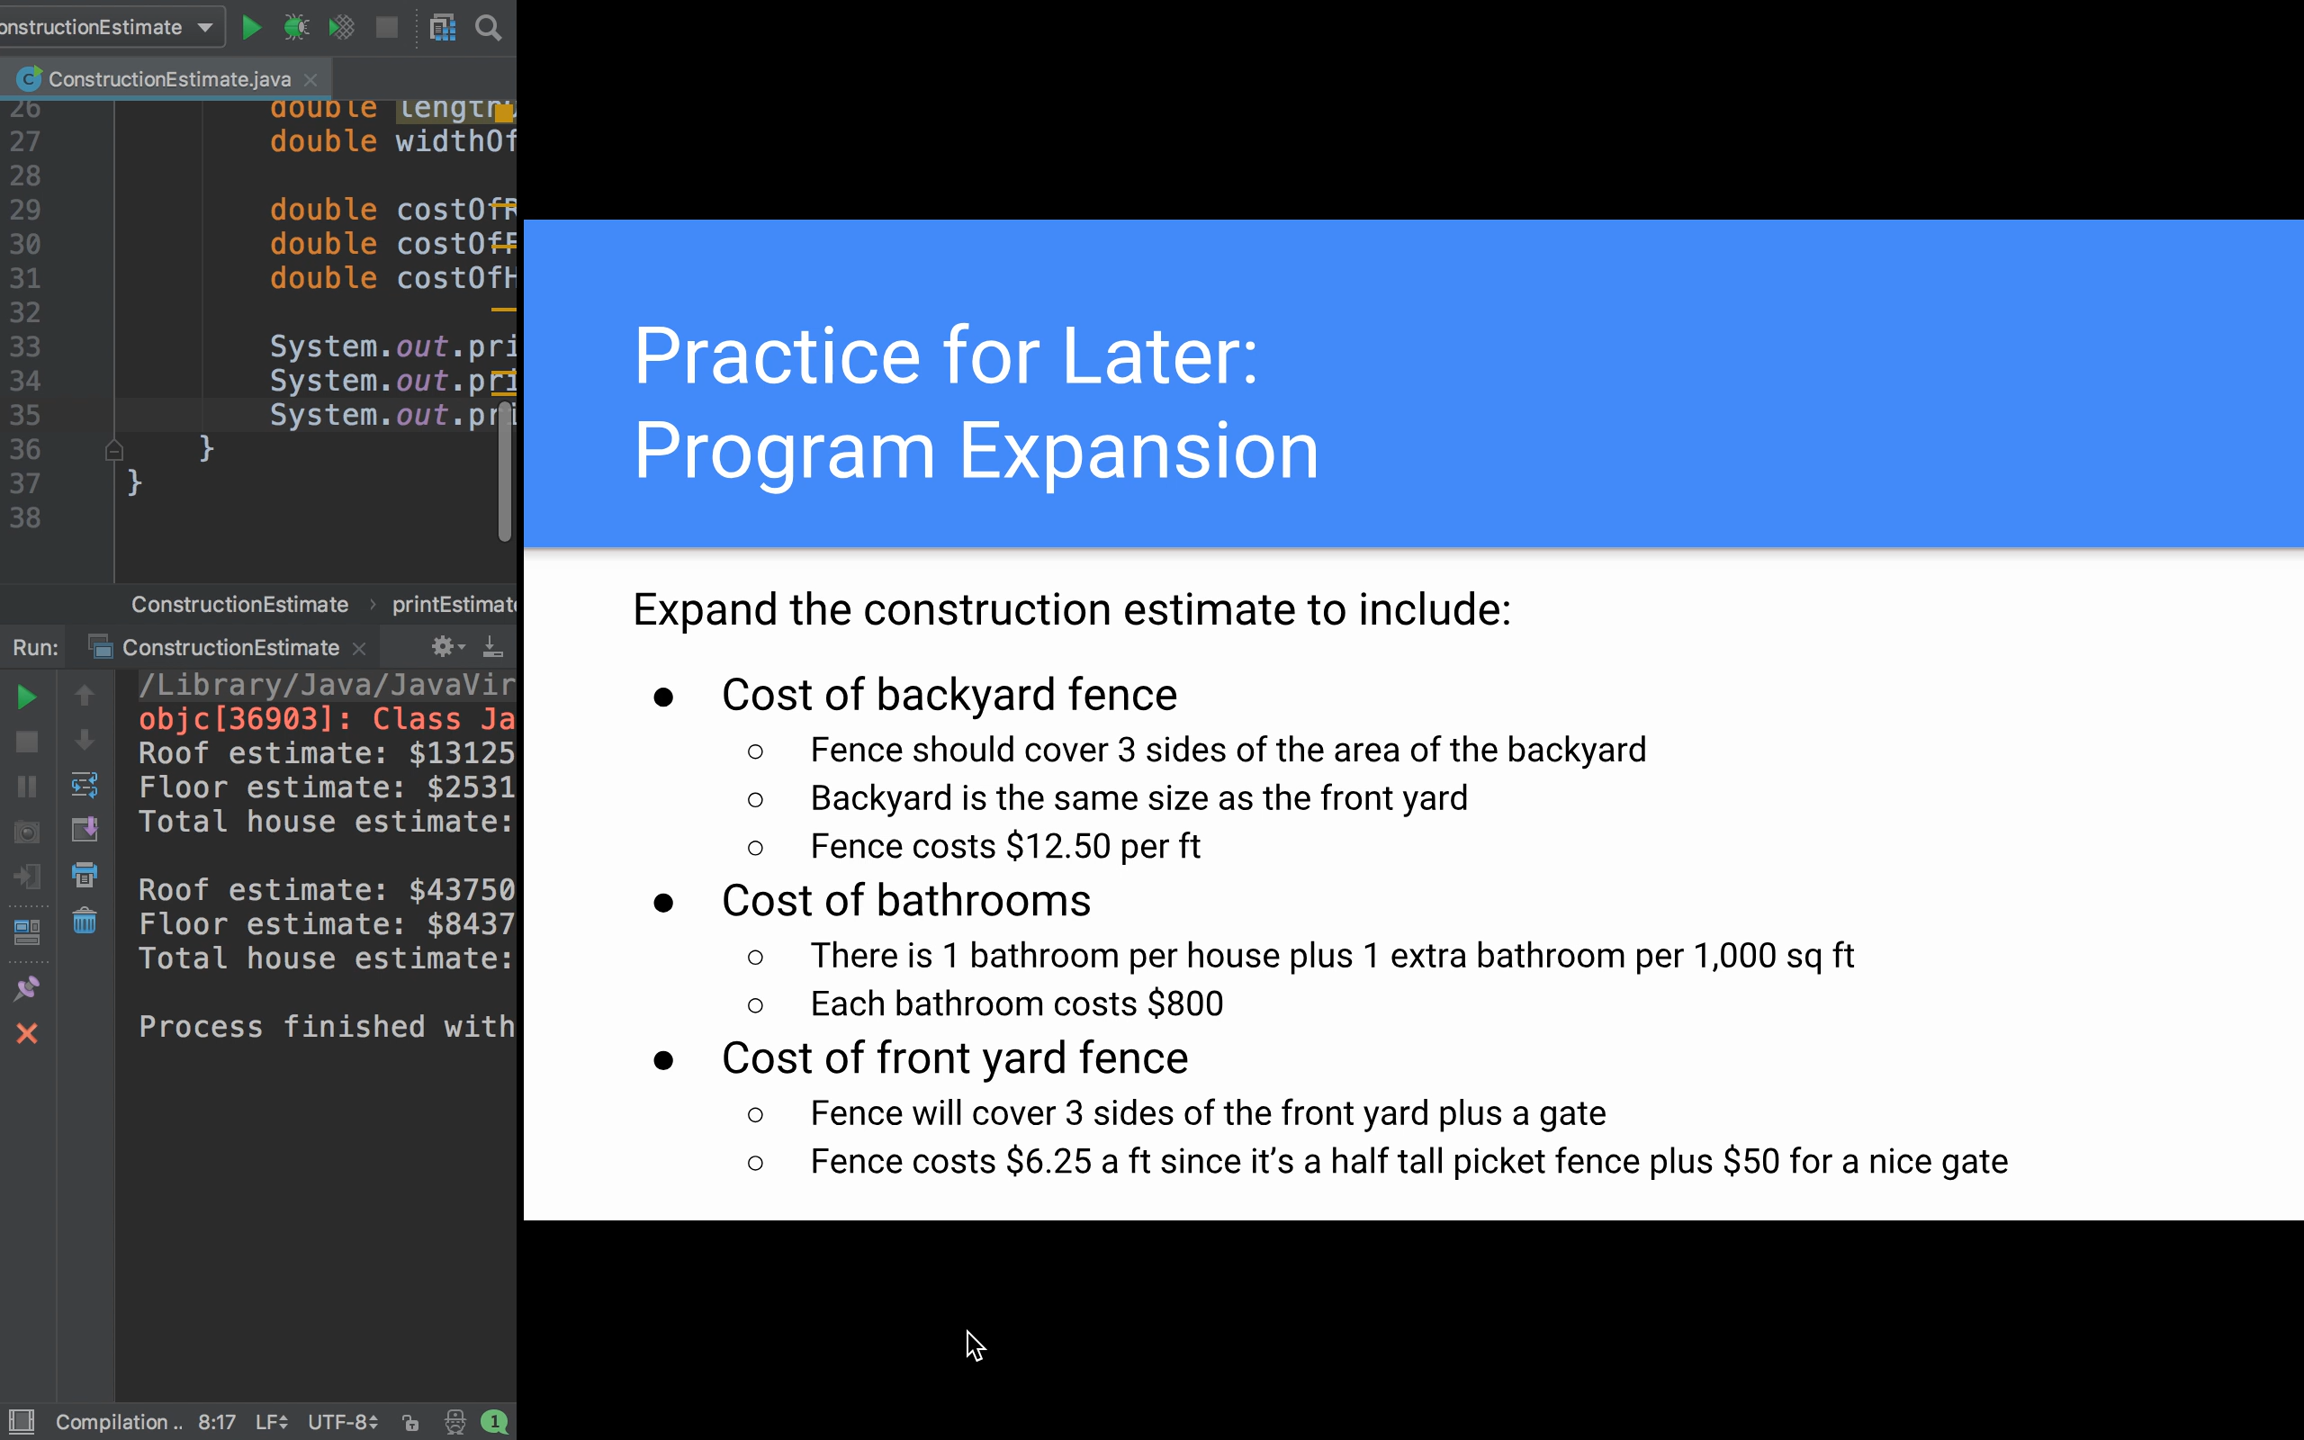 onstructionEstimate
ConstructionEstimate.java
26 double length
27 double widthOf
28
29 double costOfR
30 double costOfF
31 double costOfH
32
33 System.out.pri
34 System.out.pri
35 System.out.pri
36 }
37 }
38
ConstructionEstimate › printEstimate
Run: ConstructionEstimate
/Library/Java/JavaVir
objc[36903]: Class Ja
Roof estimate: $13125
Floor estimate: $2531
Total house estimate:
Roof estimate: $43750
Floor estimate: $8437
Total house estimate:
Process finished with
Compilation .. 8:17 LF UTF-8 1
Practice for Later:
Program Expansion
Expand the construction estimate to include:
● Cost of backyard fence
○ Fence should cover 3 sides of the area of the backyard
○ Backyard is the same size as the front yard
○ Fence costs $12.50 per ft
● Cost of bathrooms
○ There is 1 bathroom per house plus 1 extra bathroom per 1,000 sq ft
○ Each bathroom costs $800
● Cost of front yard fence
○ Fence will cover 3 sides of the front yard plus a gate
○ Fence costs $6.25 a ft since it’s a half tall picket fence plus $50 for a nice gate